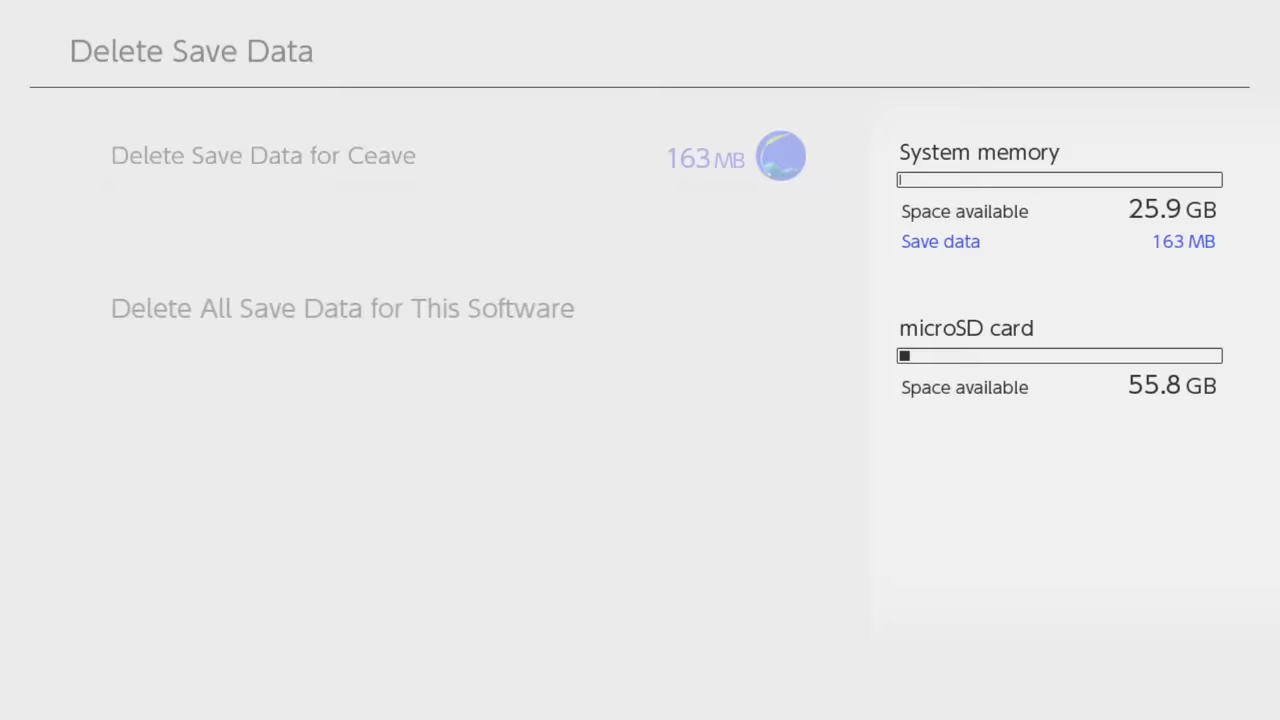 Delete Save Data
Delete Save Data for Ceave
163 MB
Delete All Save Data for This Software
System memory
Space available 25.9 GB
Save data 163 MB
microSD card
Space available 55.8 GB